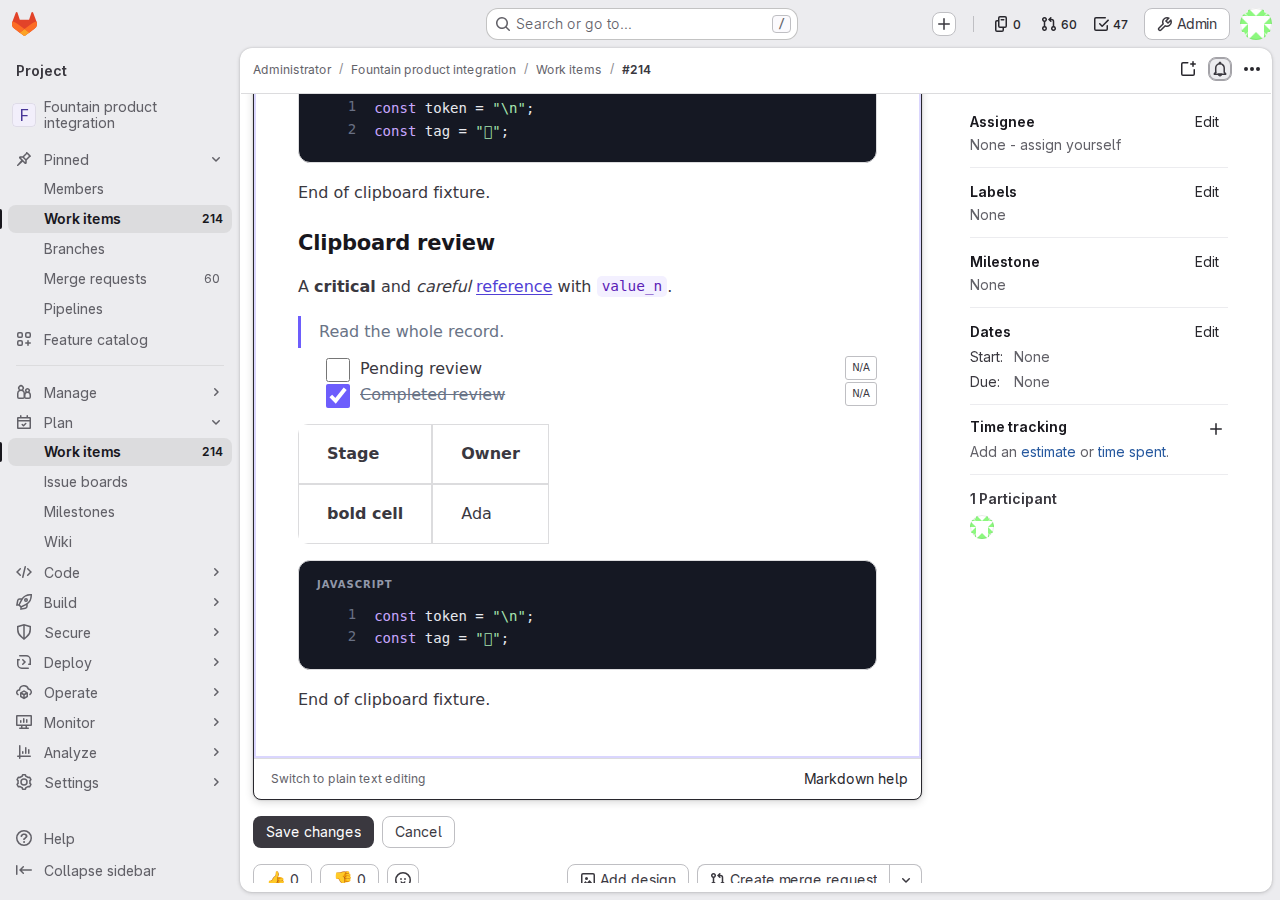 Search or go to...
/
0
60
47
Admin
Project
F
Fountain product integration
Pinned
Members
Work items 214
Branches
Merge requests 60
Pipelines
Feature catalog
Manage
Plan
Work items 214
Issue boards
Milestones
Wiki
Code
Build
Secure
Deploy
Operate
Monitor
Analyze
Settings
Help
Collapse sidebar
Administrator / Fountain product integration / Work items / #214
1 const token = "\n";
2 const tag = "▯";
End of clipboard fixture.
Clipboard review
A critical and careful reference with value_n.
Read the whole record.
Pending review N/A
Completed review N/A
Stage Owner
bold cell Ada
JAVASCRIPT
1 const token = "\n";
2 const tag = "▯";
End of clipboard fixture.
Switch to plain text editing Markdown help
Save changes Cancel
👍 0 👎 0 Add design Create merge request
Assignee Edit
None - assign yourself
Labels Edit
None
Milestone Edit
None
Dates Edit
Start: None
Due: None
Time tracking
Add an estimate or time spent.
1 Participant